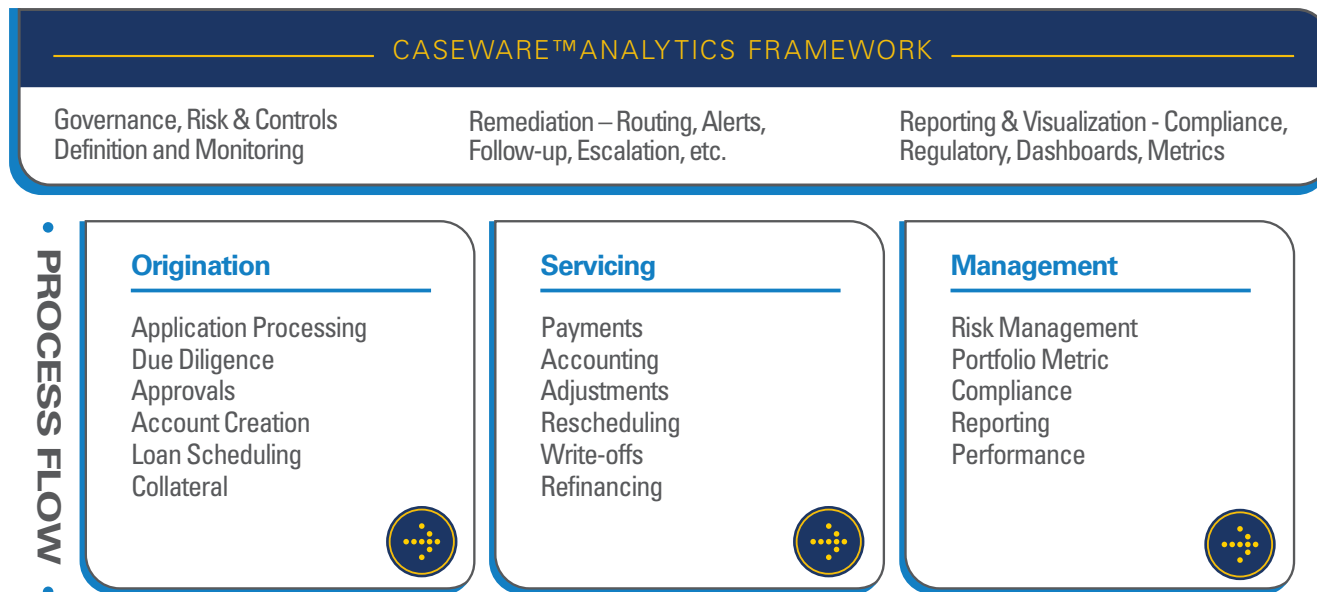 CASEWARE™ANALYTICS FRAMEWORK
Governance, Risk & Controls
Definition and Monitoring
Remediation – Routing, Alerts,
Follow-up, Escalation, etc.
Reporting & Visualization - Compliance,
Regulatory, Dashboards, Metrics
• PROCESS FLOW •
Origination
Application Processing
Due Diligence
Approvals
Account Creation
Loan Scheduling
Collateral
Servicing
Payments
Accounting
Adjustments
Rescheduling
Write-offs
Refinancing
Management
Risk Management
Portfolio Metric
Compliance
Reporting
Performance